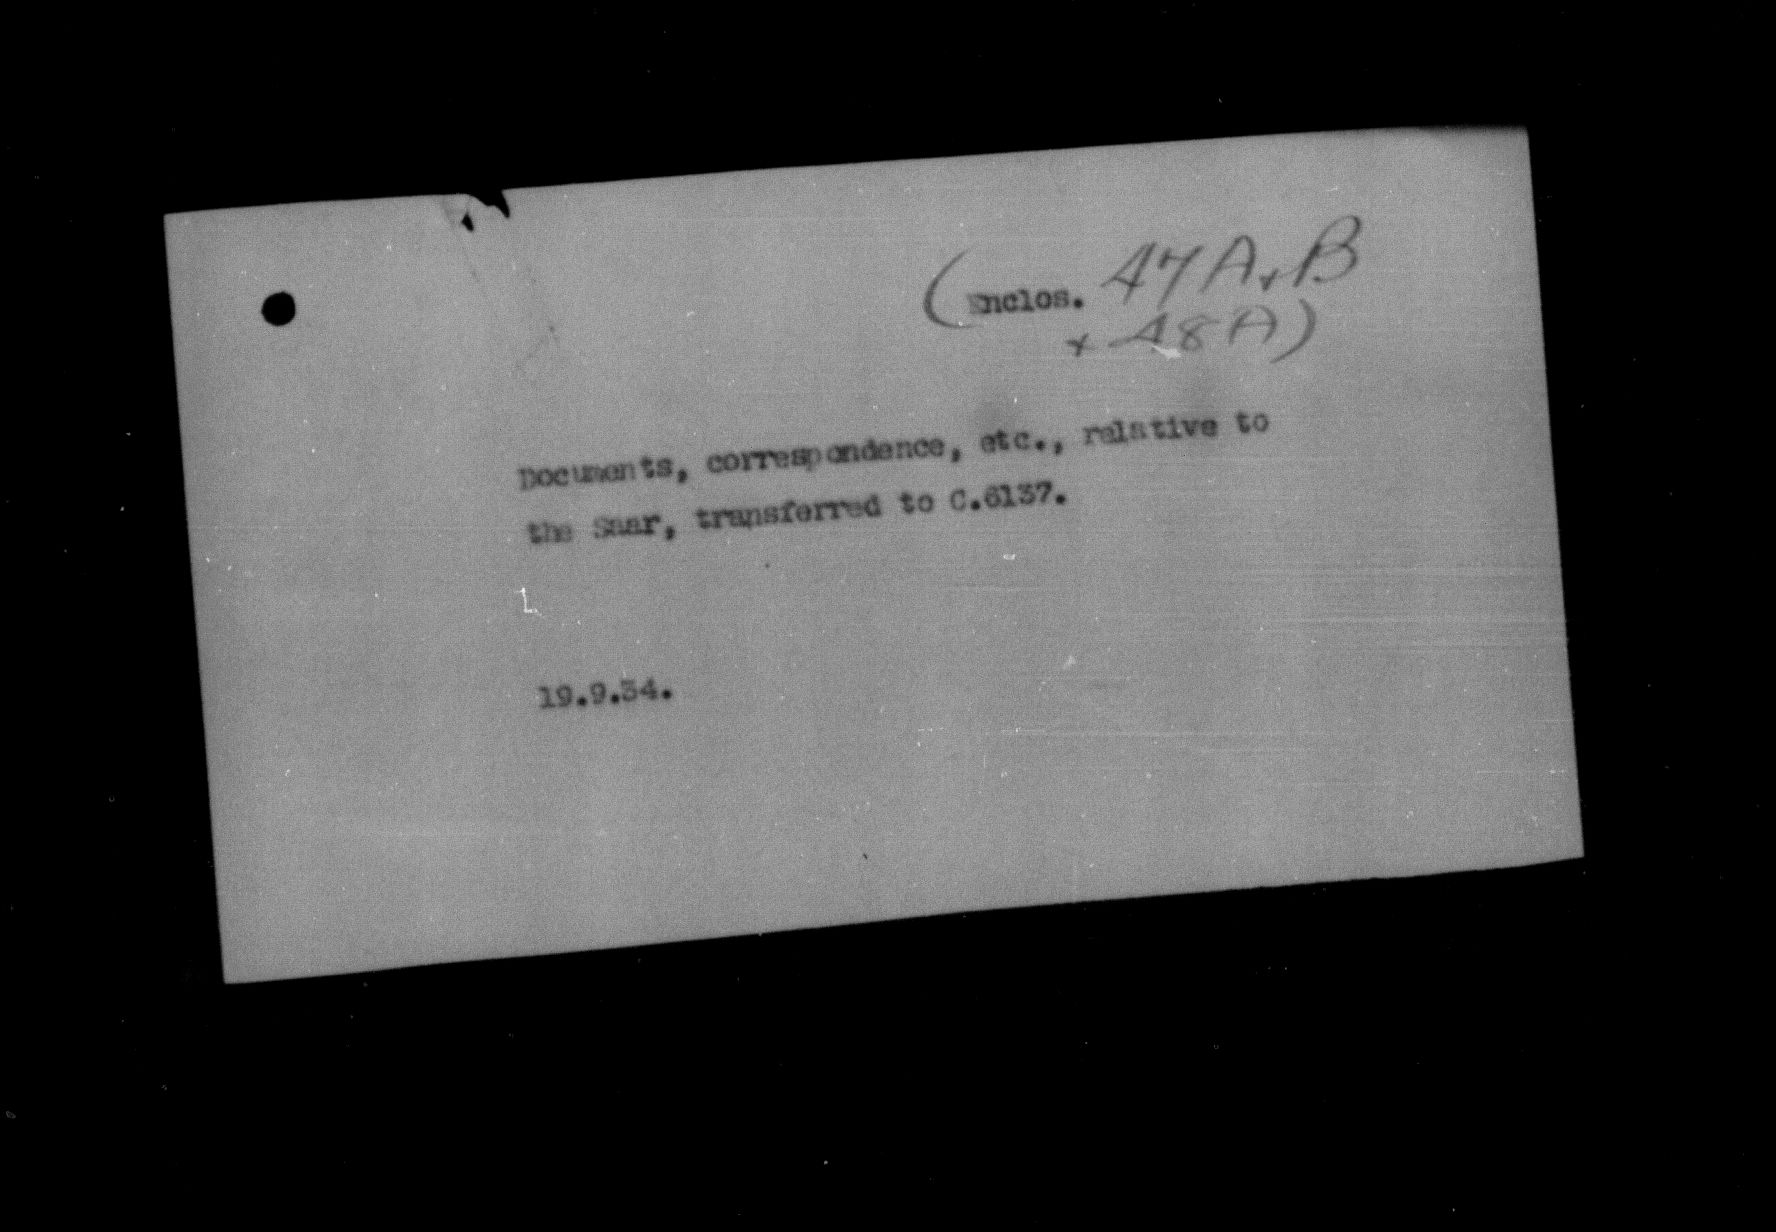 (Enclos. 47A + B
+ 48A)
Documents, correspondence, etc., relative to
the Saar, transferred to C.6137.
19.9.34.